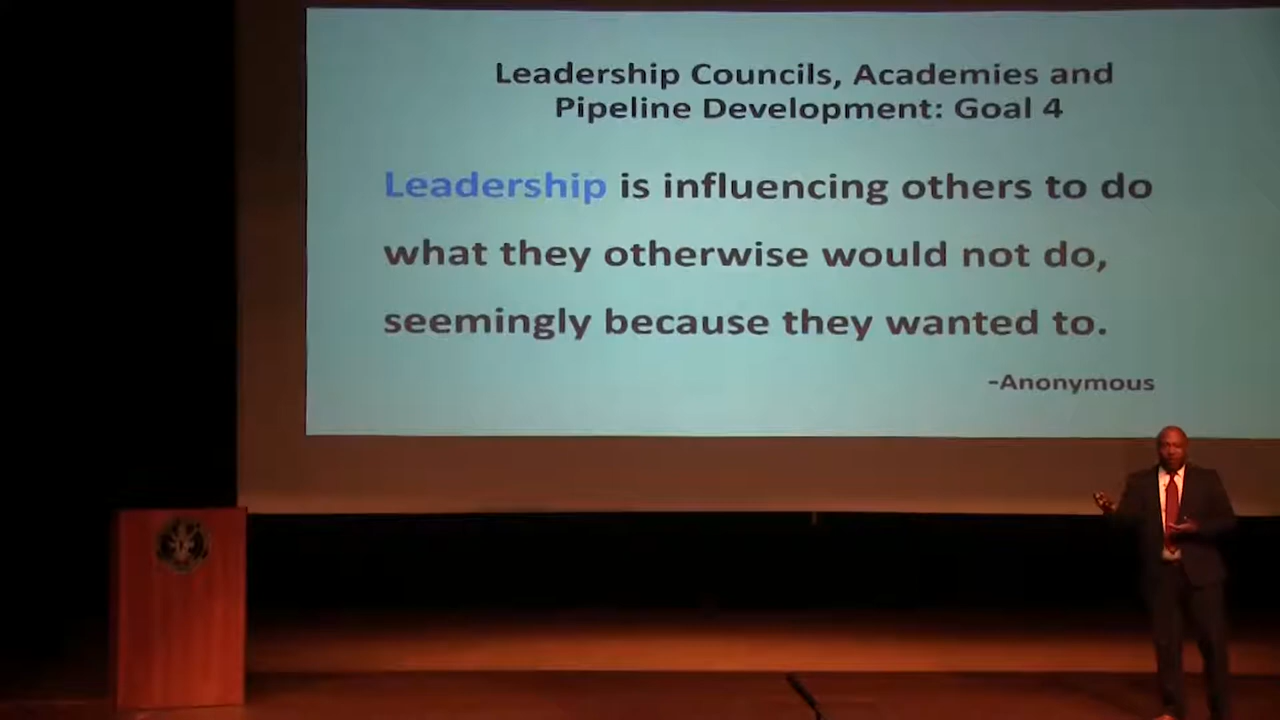 Leadership Councils, Academies and
Pipeline Development: Goal 4
Leadership is influencing others to do
what they otherwise would not do,
seemingly because they wanted to.
-Anonymous